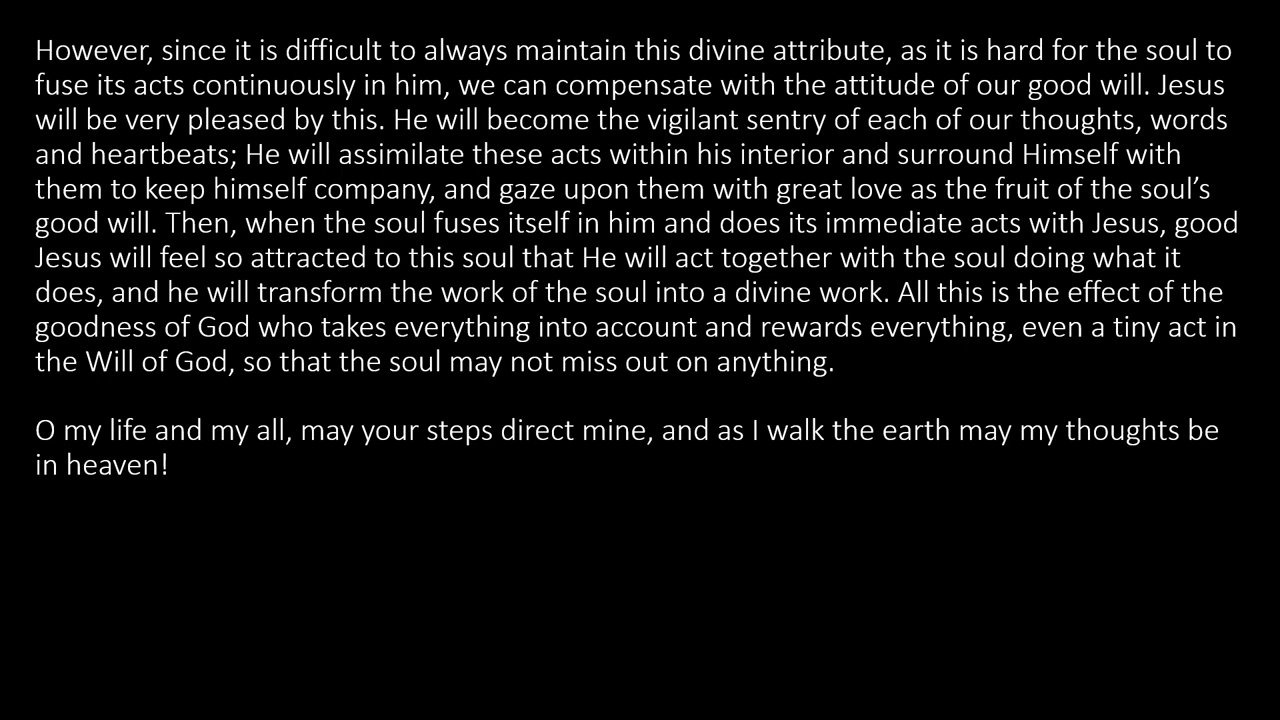 However, since it is difficult to always maintain this divine attribute, as it is hard for the soul to
fuse its acts continuously in him, we can compensate with the attitude of our good will. Jesus
will be very pleased by this. He will become the vigilant sentry of each of our thoughts, words
and heartbeats; He will assimilate these acts within his interior and surround Himself with
them to keep himself company, and gaze upon them with great love as the fruit of the soul’s
good will. Then, when the soul fuses itself in him and does its immediate acts with Jesus, good
Jesus will feel so attracted to this soul that He will act together with the soul doing what it
does, and he will transform the work of the soul into a divine work. All this is the effect of the
goodness of God who takes everything into account and rewards everything, even a tiny act in
the Will of God, so that the soul may not miss out on anything.
O my life and my all, may your steps direct mine, and as I walk the earth may my thoughts be
in heaven!